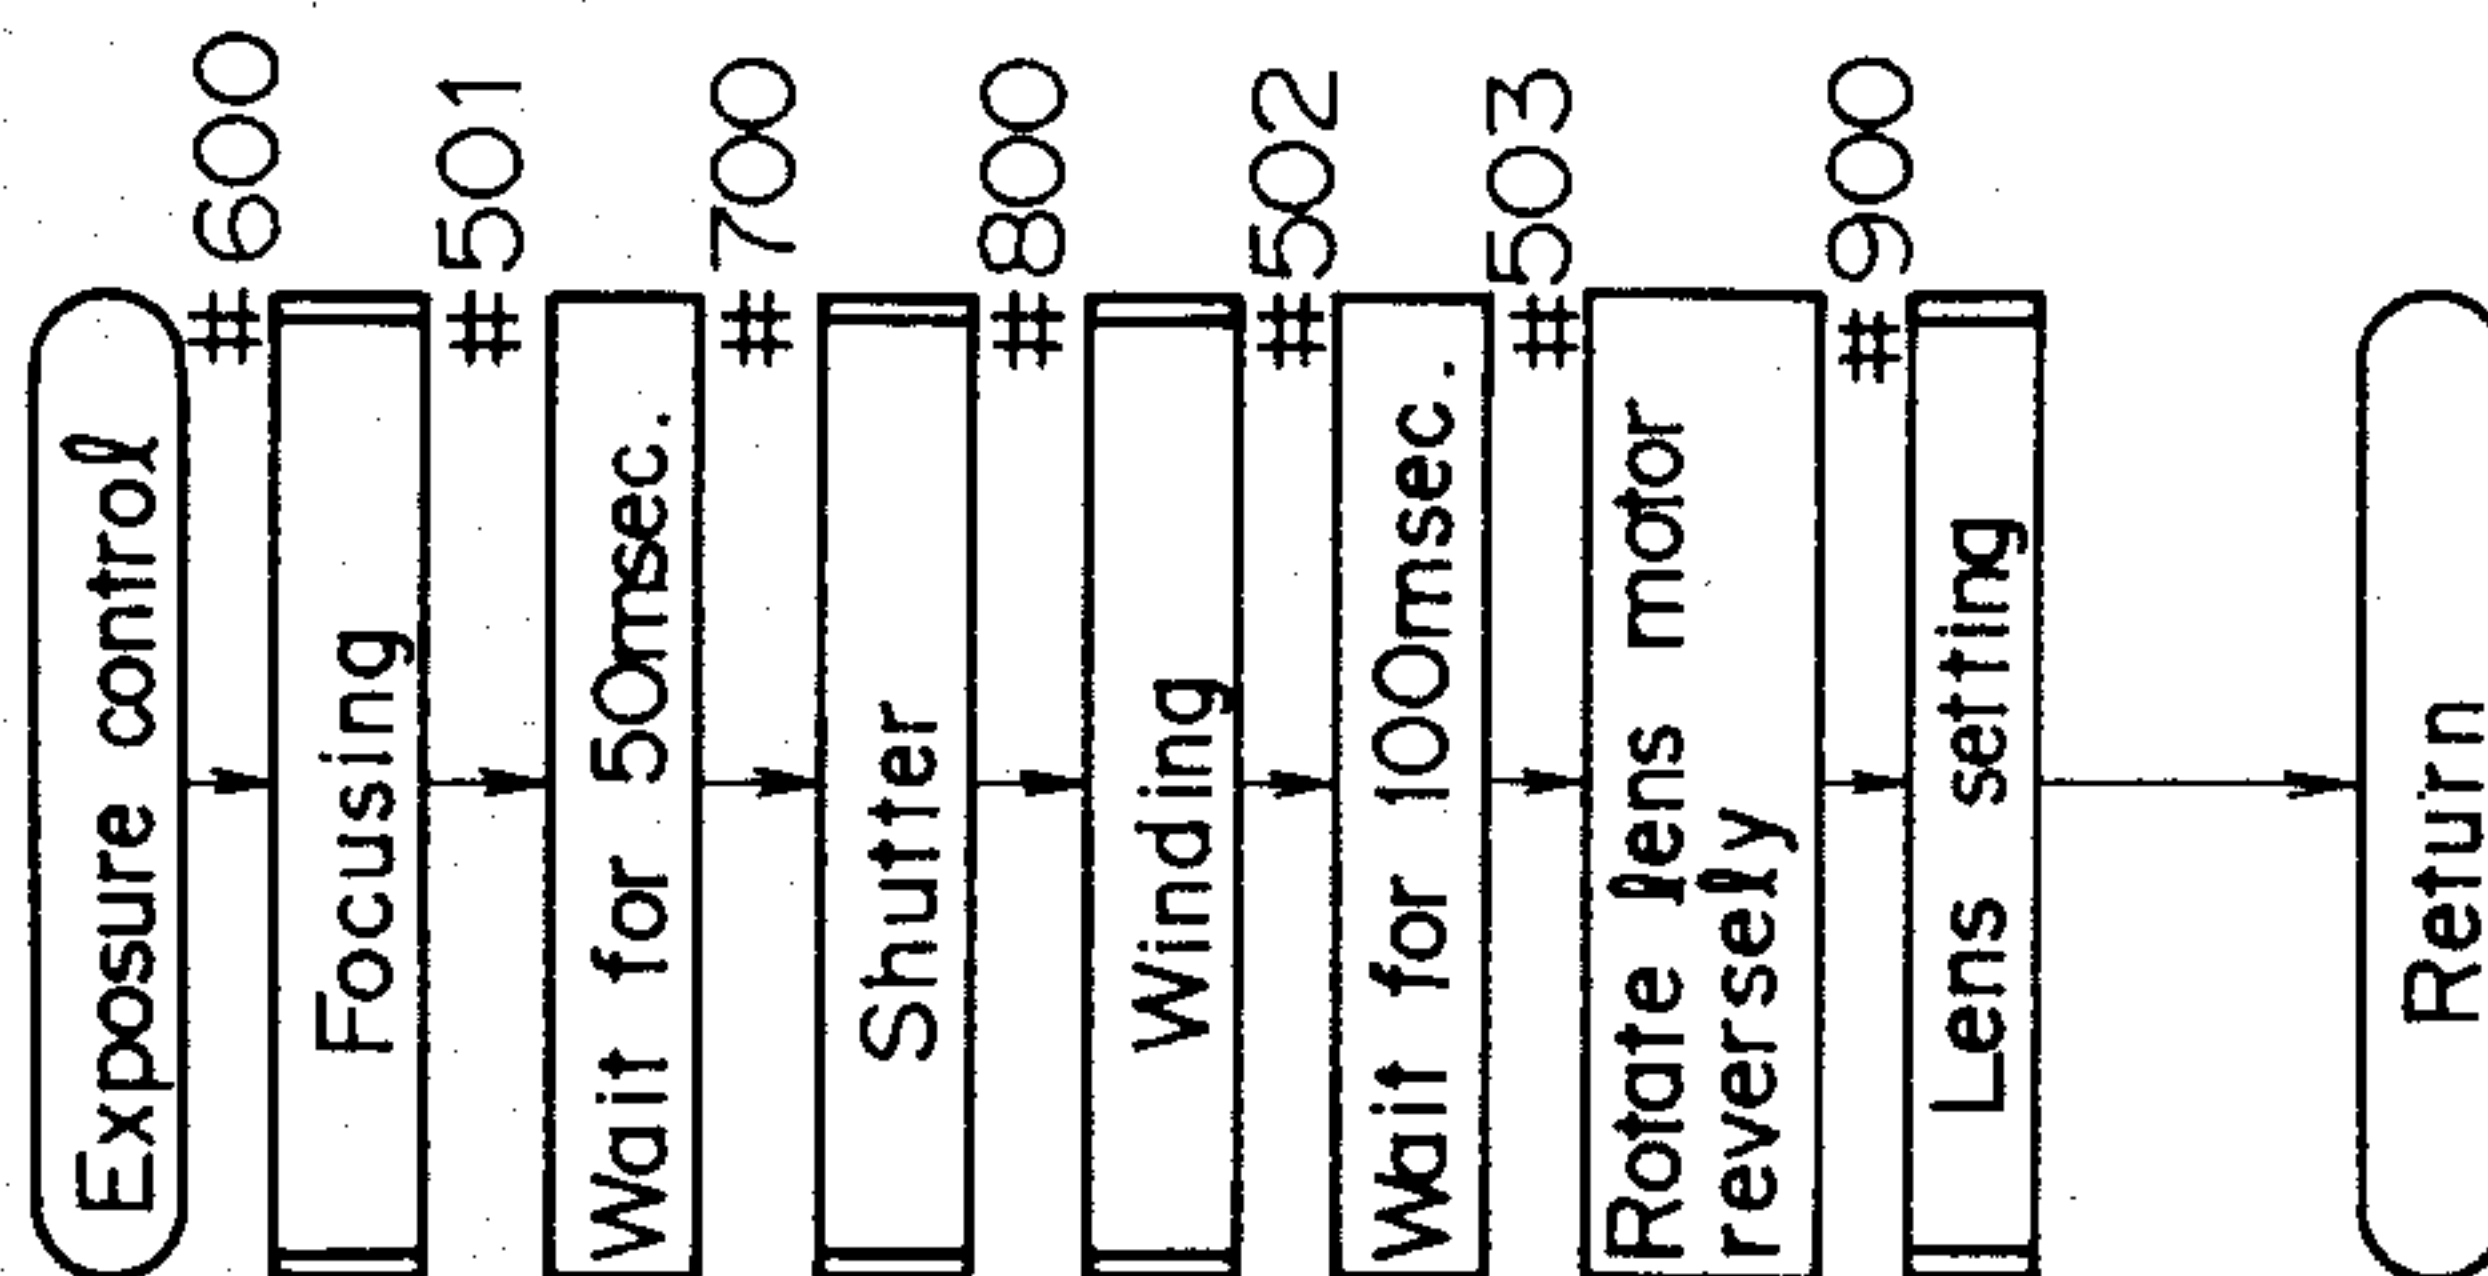 Exposure control
#600
Focusing
#501
Wait for 50msec.
#700
Shutter
#800
Winding
#502
Wait for 100msec.
#503
Rotate lens motor
reversely
#900
Lens setting
Return